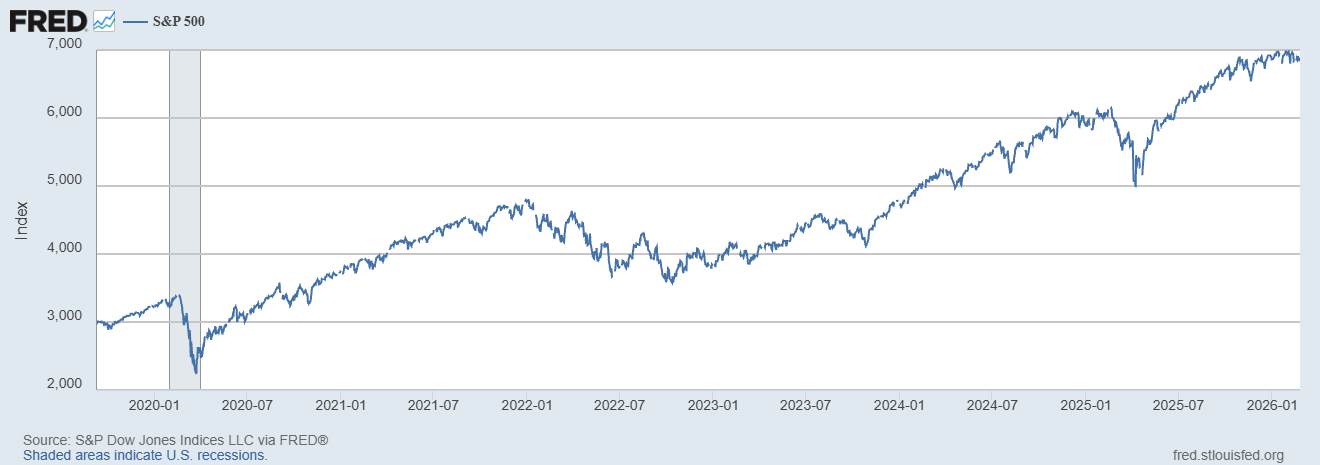 FRED® S&P 500
7,000
6,000
5,000
4,000
3,000
2,000
Index
2020-01 2020-07 2021-01 2021-07 2022-01 2022-07 2023-01 2023-07 2024-01 2024-07 2025-01 2025-07 2026-01
Source: S&P Dow Jones Indices LLC via FRED®
Shaded areas indicate U.S. recessions.
fred.stlouisfed.org